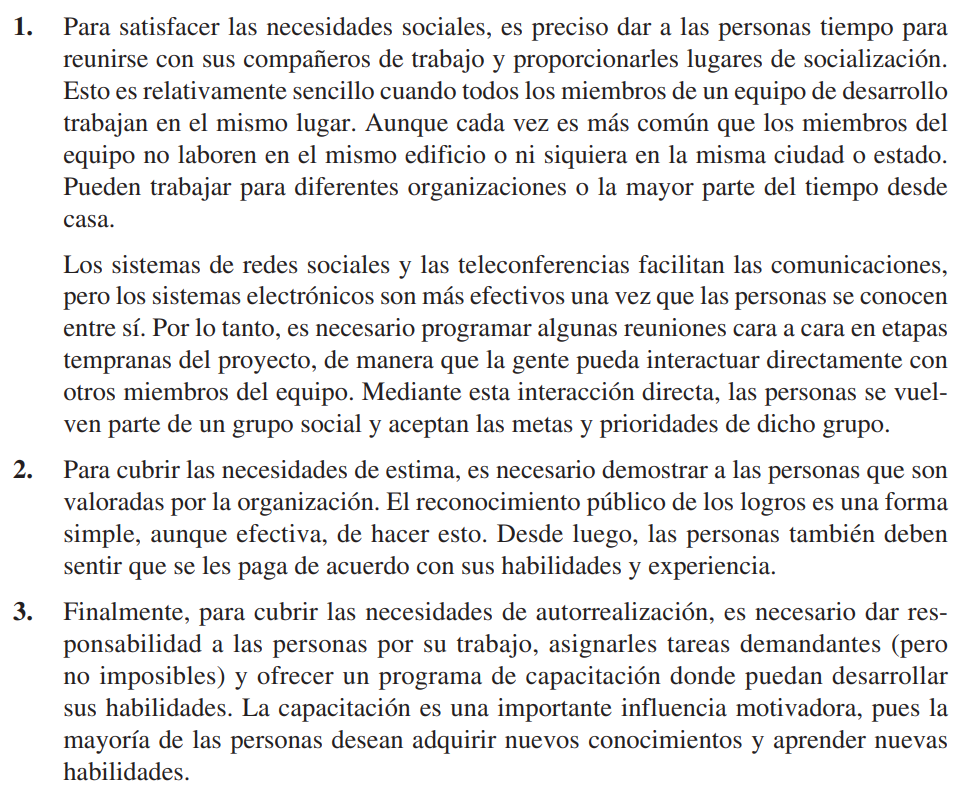 1. Para satisfacer las necesidades sociales, es preciso dar a las personas tiempo para
reunirse con sus compañeros de trabajo y proporcionarles lugares de socialización.
Esto es relativamente sencillo cuando todos los miembros de un equipo de desarrollo
trabajan en el mismo lugar. Aunque cada vez es más común que los miembros del
equipo no laboren en el mismo edificio o ni siquiera en la misma ciudad o estado.
Pueden trabajar para diferentes organizaciones o la mayor parte del tiempo desde
casa.
Los sistemas de redes sociales y las teleconferencias facilitan las comunicaciones,
pero los sistemas electrónicos son más efectivos una vez que las personas se conocen
entre sí. Por lo tanto, es necesario programar algunas reuniones cara a cara en etapas
tempranas del proyecto, de manera que la gente pueda interactuar directamente con
otros miembros del equipo. Mediante esta interacción directa, las personas se vuel-
ven parte de un grupo social y aceptan las metas y prioridades de dicho grupo.
2. Para cubrir las necesidades de estima, es necesario demostrar a las personas que son
valoradas por la organización. El reconocimiento público de los logros es una forma
simple, aunque efectiva, de hacer esto. Desde luego, las personas también deben
sentir que se les paga de acuerdo con sus habilidades y experiencia.
3. Finalmente, para cubrir las necesidades de autorrealización, es necesario dar res-
ponsabilidad a las personas por su trabajo, asignarles tareas demandantes (pero
no imposibles) y ofrecer un programa de capacitación donde puedan desarrollar
sus habilidades. La capacitación es una importante influencia motivadora, pues la
mayoría de las personas desean adquirir nuevos conocimientos y aprender nuevas
habilidades.